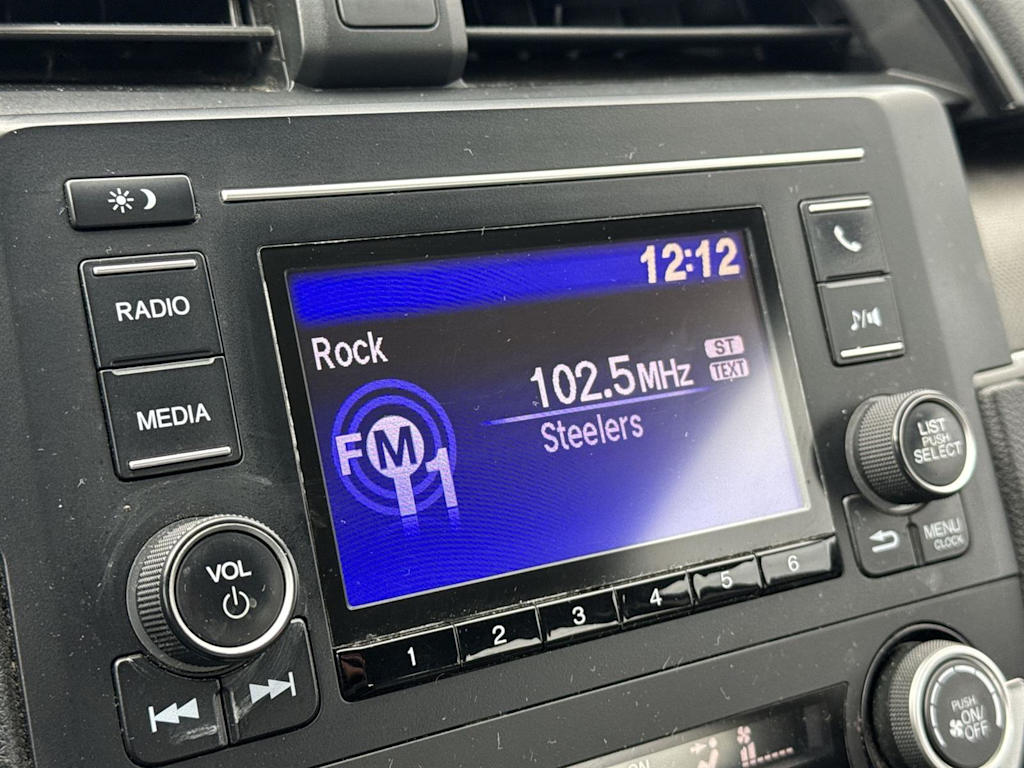 12:12
RADIO
Rock
102.5MHz
ST
TEXT
Steelers
FM1
MEDIA
LIST
PUSH
SELECT
MENU
CLOCK
VOL
1
2
3
4
5
6
PUSH
ON/
OFF
ON